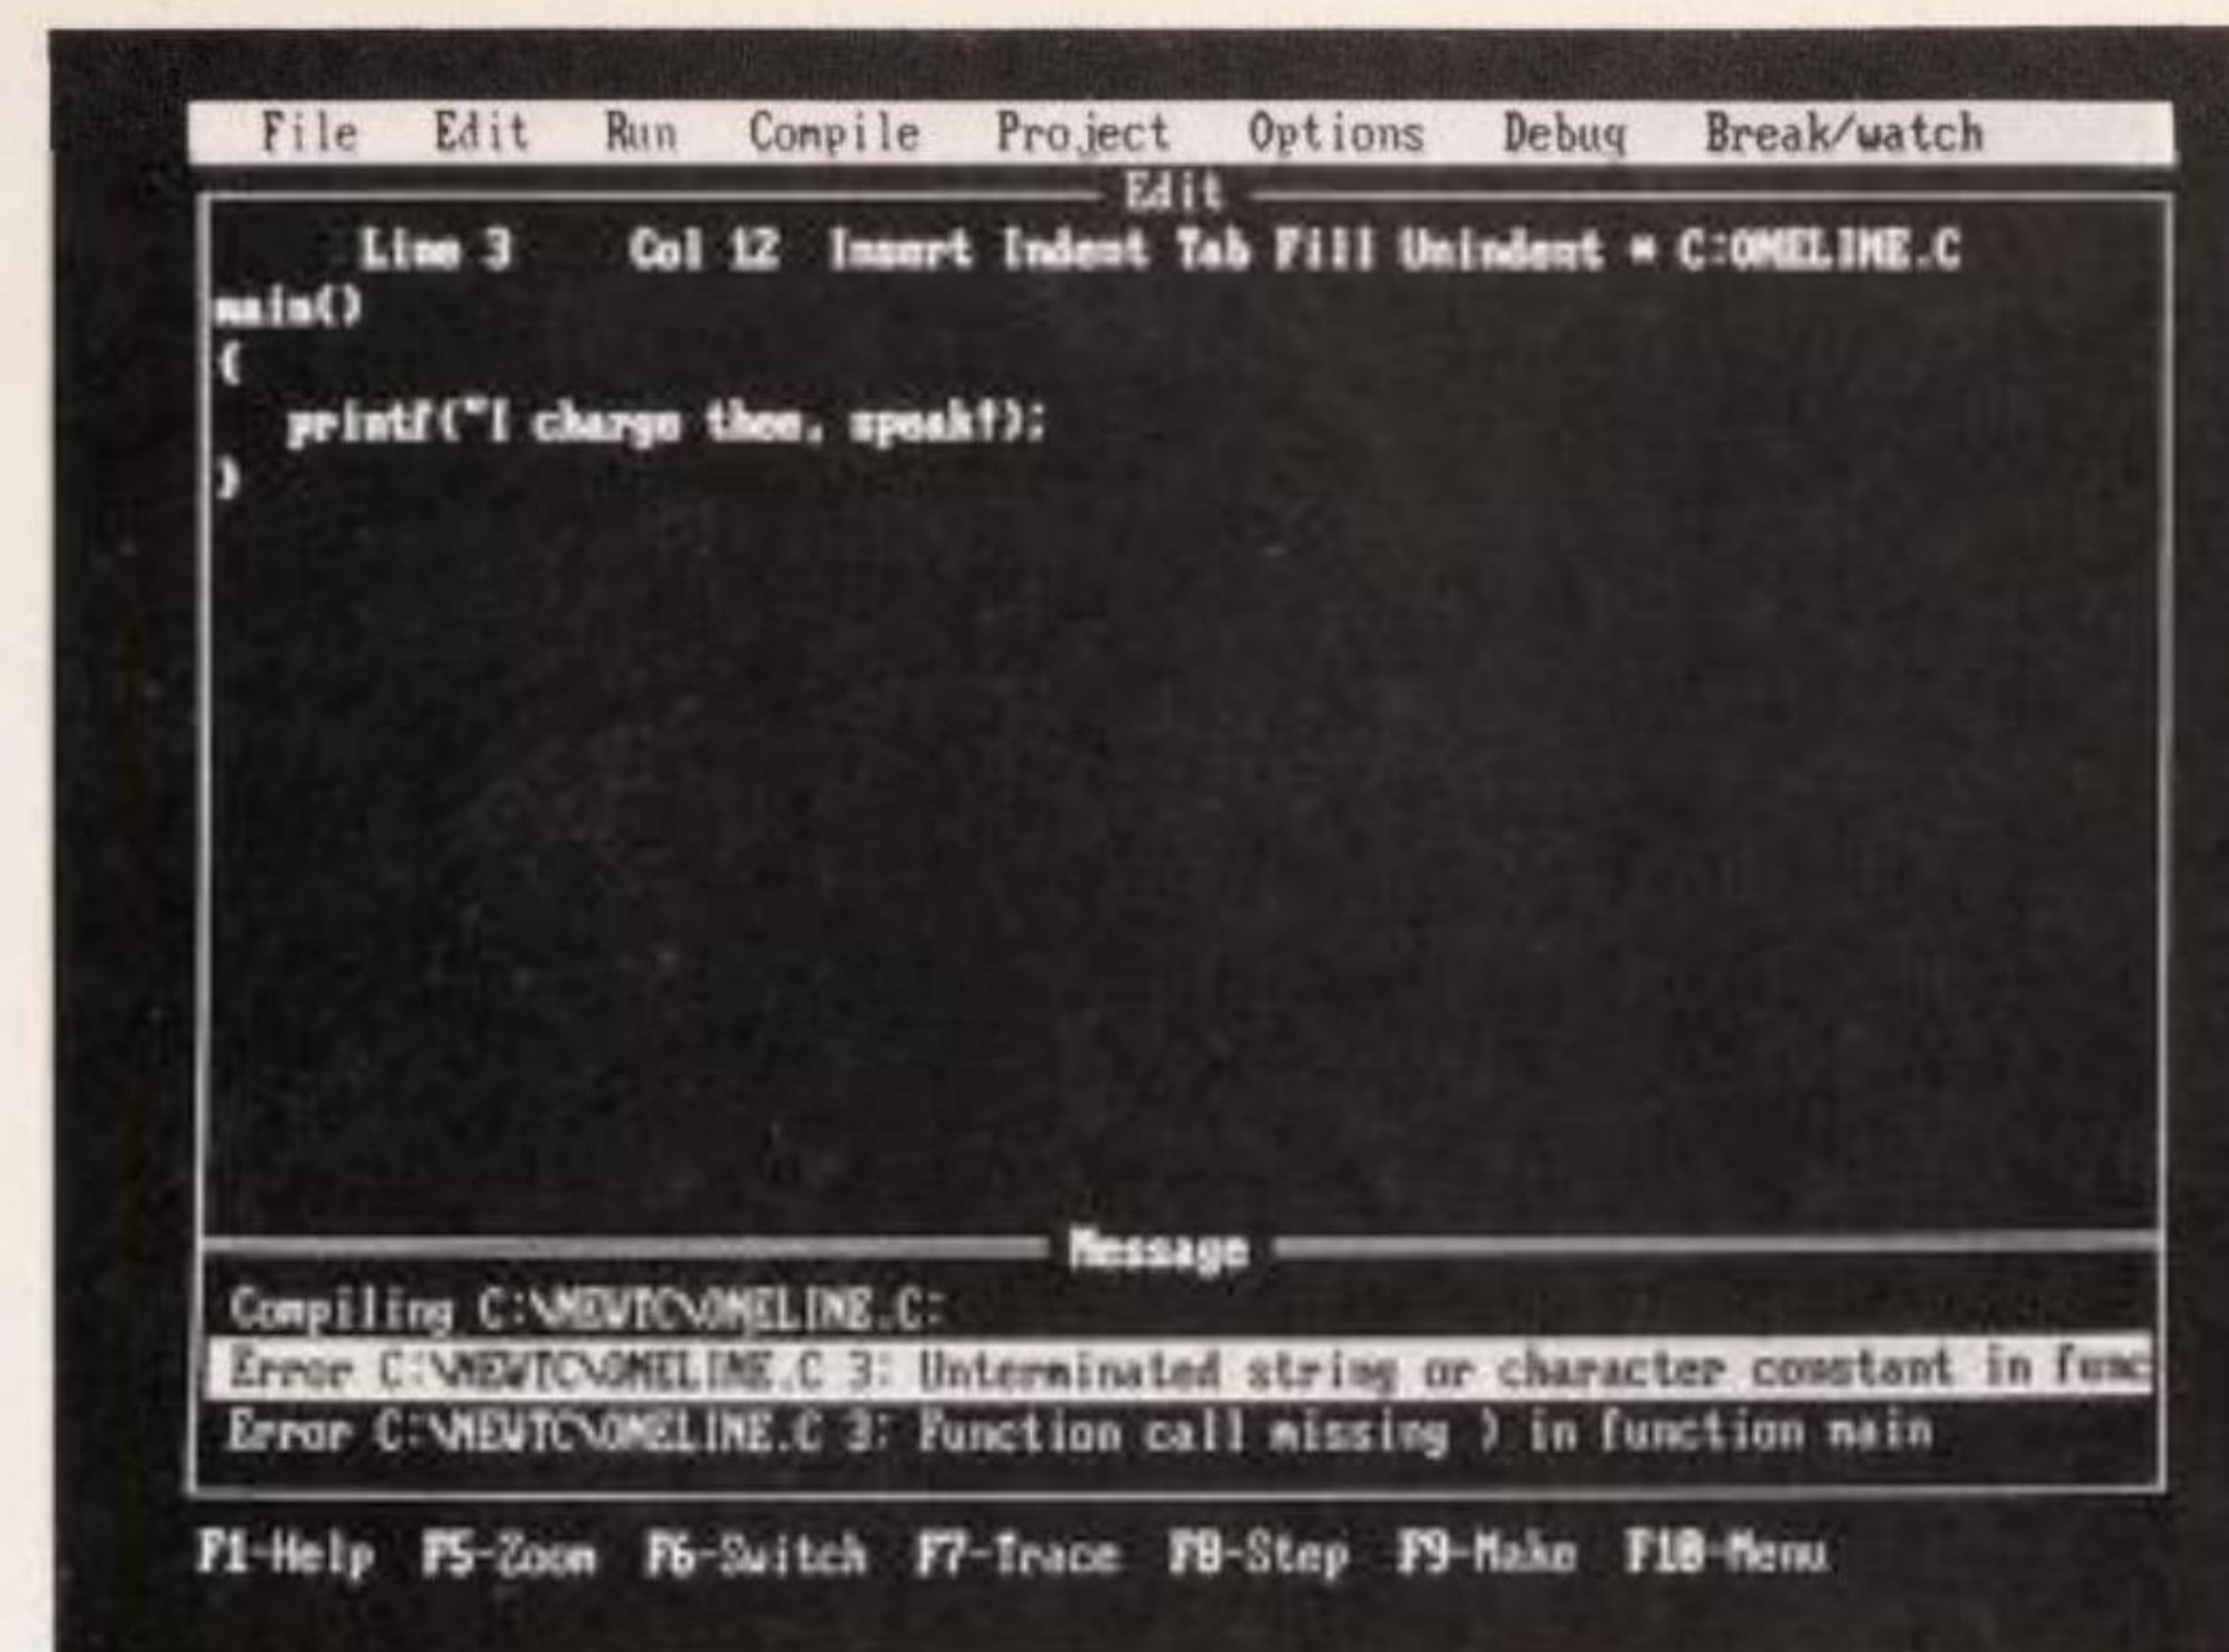 File Edit Run Compile Project Options Debug Break/watch
Edit
Line 3 Col 12 Insert Indent Tab Fill Unindent * C:ONELINE.C
main()
{
printf("I charge thee, speak!);
}
Message
Compiling C:\NEWTC\ONELINE.C:
Error C:\NEWTC\ONELINE.C 3: Unterminated string or character constant in func
Error C:\NEWTC\ONELINE.C 3: Function call missing ) in function main
F1-Help F5-Zoom F6-Switch F7-Trace F8-Step F9-Make F10-Menu